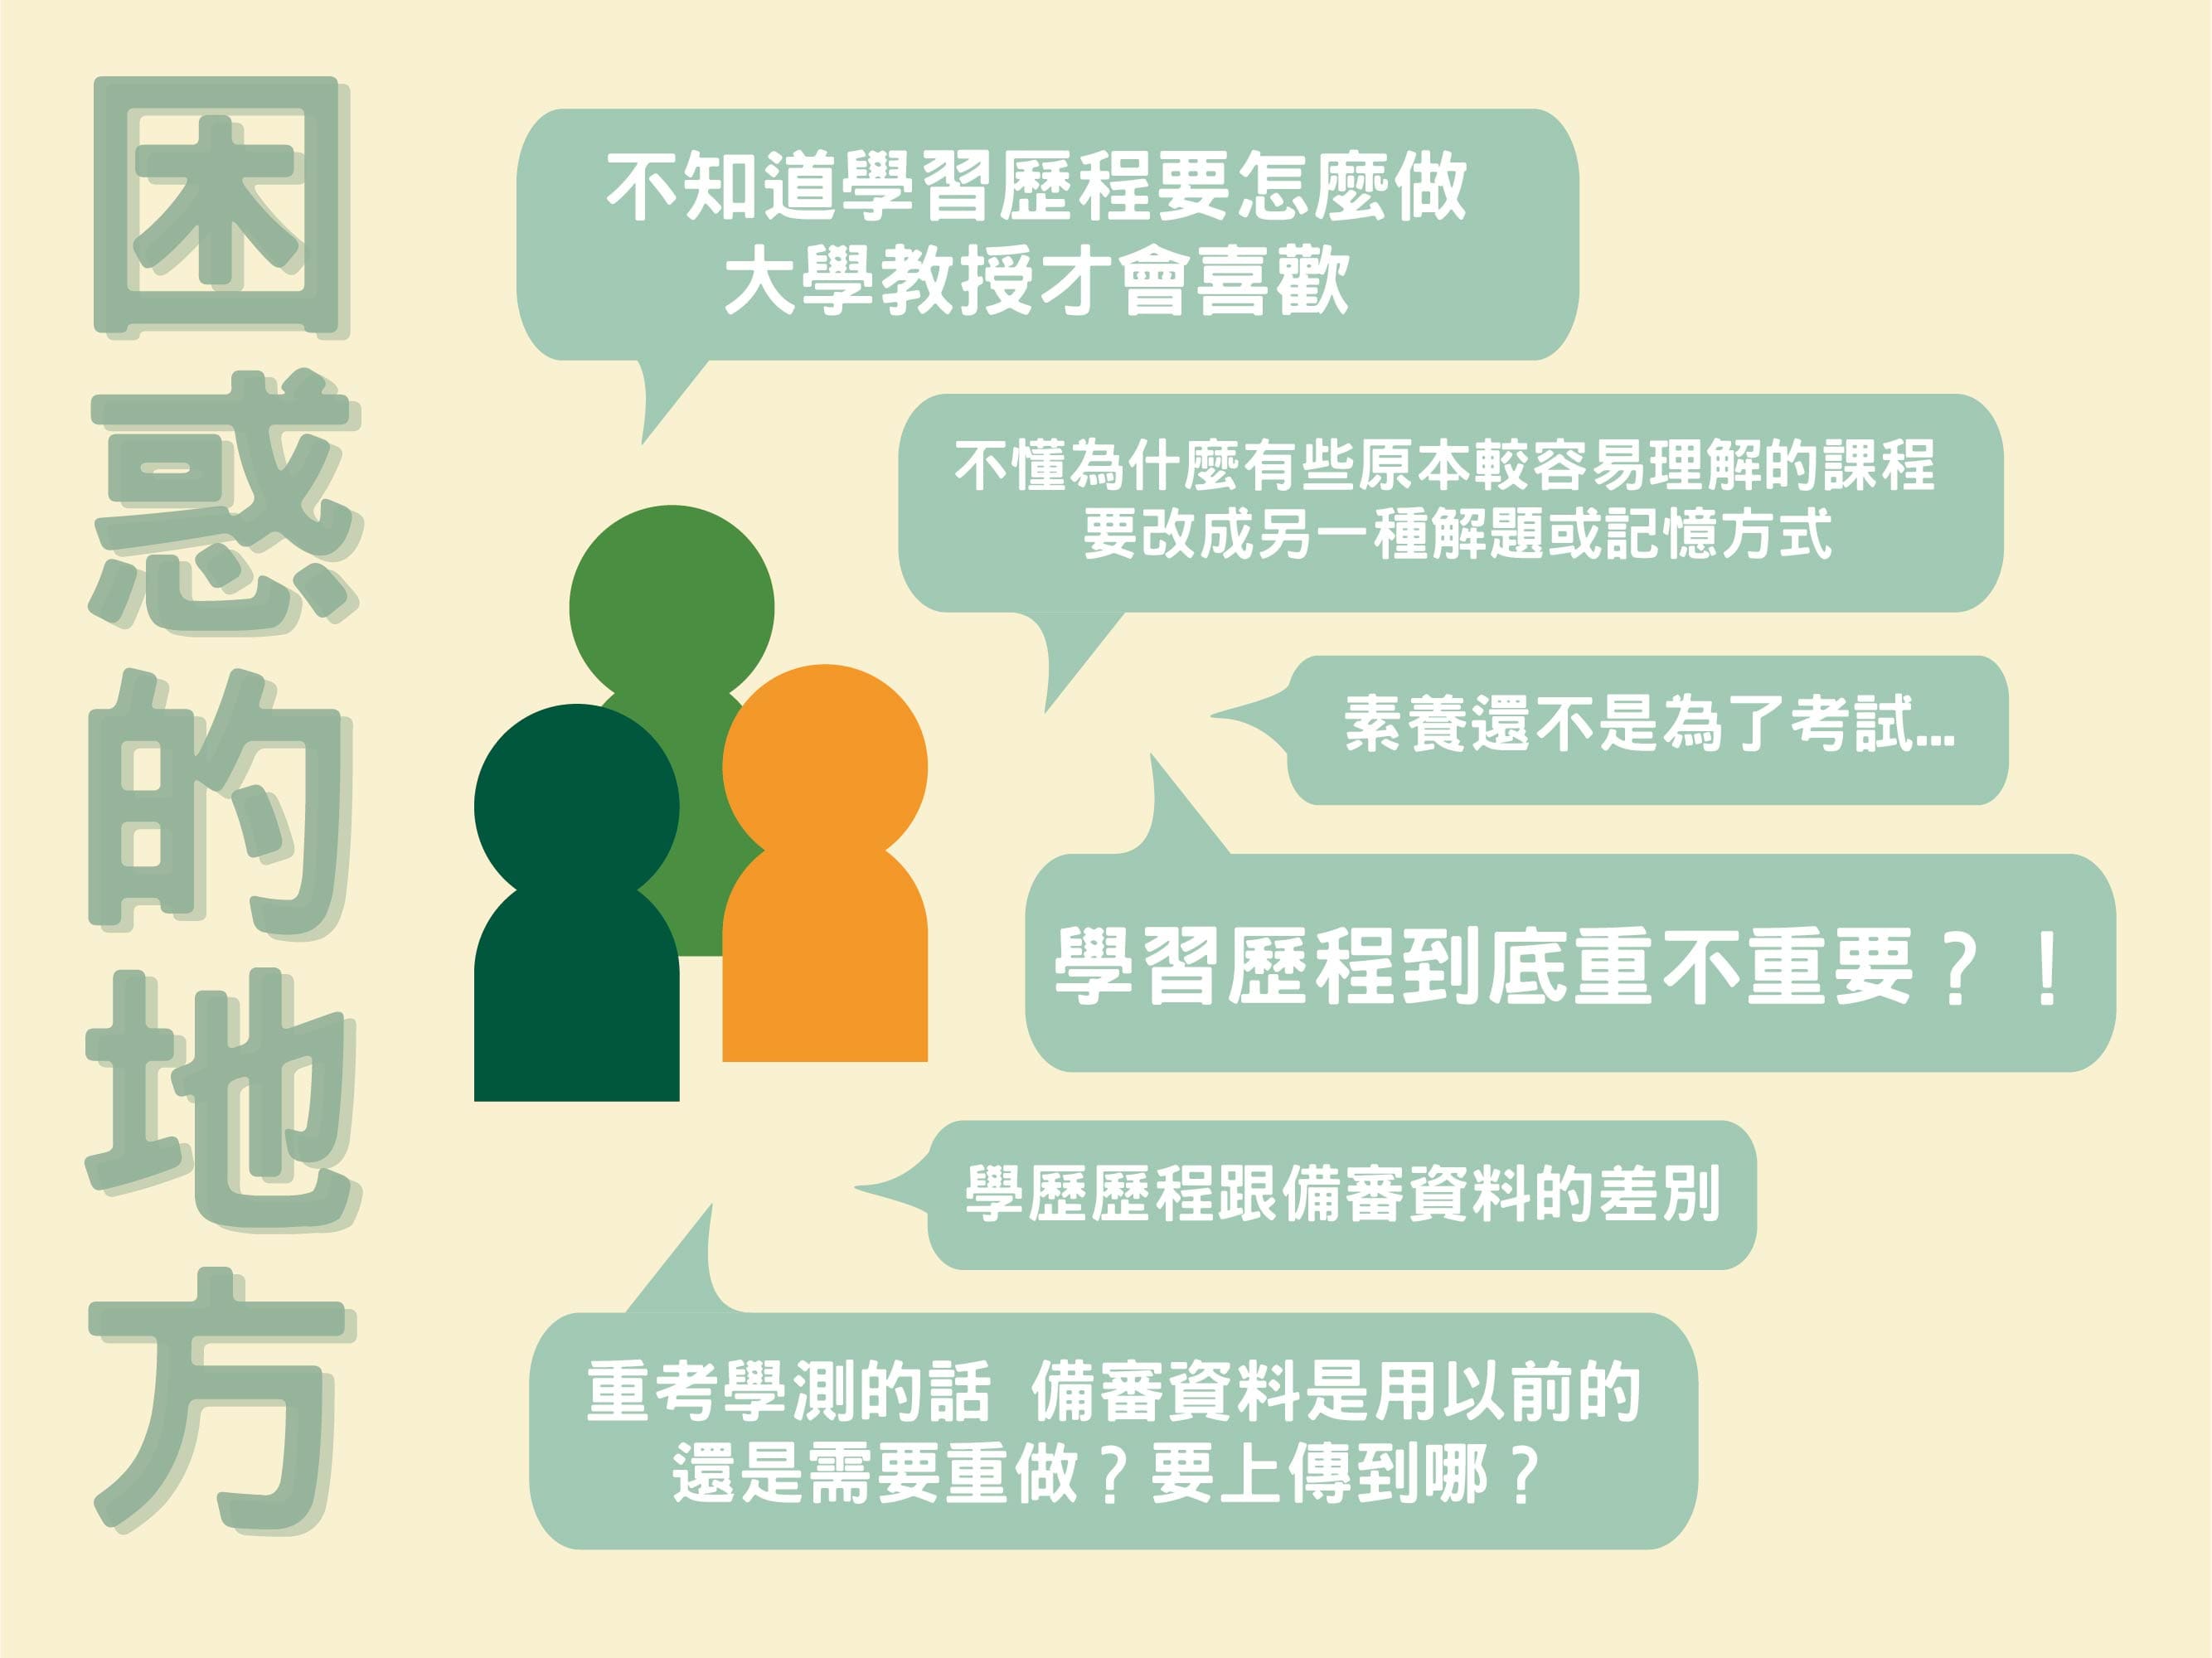 困惑的地方
不知道學習歷程要怎麼做
大學教授才會喜歡
不懂為什麼有些原本較容易理解的課程
要改成另一種解題或記憶方式
素養還不是為了考試....
學習歷程到底重不重要？！
學歷歷程跟備審資料的差別
重考學測的話 備審資料是用以前的
還是需要重做？要上傳到哪？